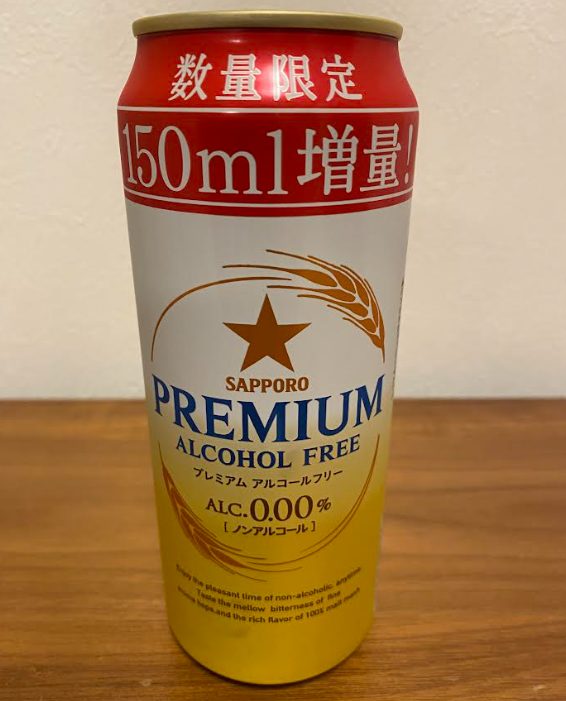 数量限定
150ml増量!
SAPPORO
PREMIUM
ALCOHOL FREE
プレミアム アルコールフリー
ALC.0.00%
[ノンアルコール]
Enjoy the pleasant time of non-alcoholic, anytime.
Taste the mellow bitterness of fine
aroma hops,and the rich flavor of 100% malt mash.